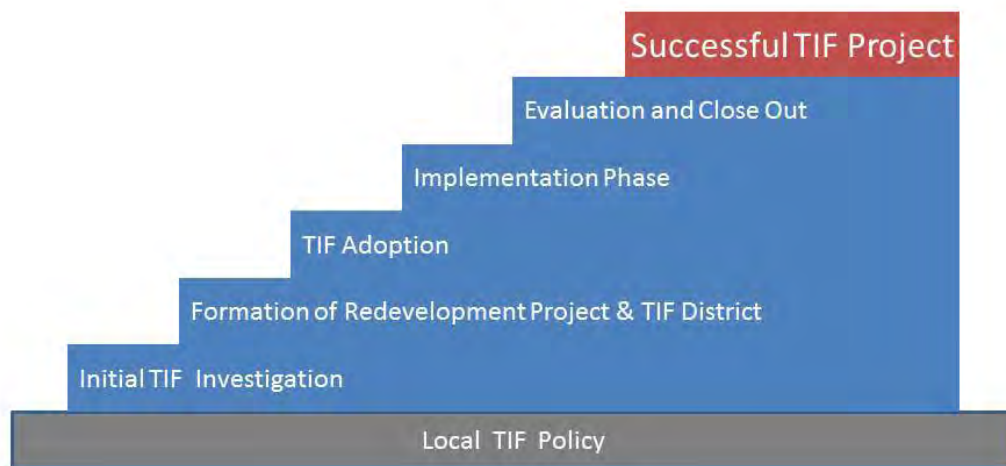 Successful TIF Project
Evaluation and Close Out
Implementation Phase
TIF Adoption
Formation of Redevelopment Project & TIF District
Initial TIF Investigation
Local TIF Policy